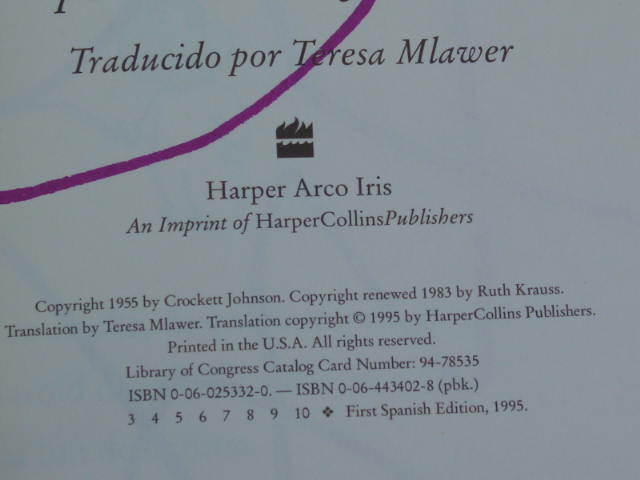 Traducido por Teresa Mlawer
Harper Arco Iris
An Imprint of HarperCollinsPublishers
Copyright 1955 by Crockett Johnson. Copyright renewed 1983 by Ruth Krauss.
Translation by Teresa Mlawer. Translation copyright © 1995 by HarperCollins Publishers.
Printed in the U.S.A. All rights reserved.
Library of Congress Catalog Card Number: 94-78535
ISBN 0-06-025332-0. — ISBN 0-06-443402-8 (pbk.)
3 4 5 6 7 8 9 10 ❖ First Spanish Edition, 1995.